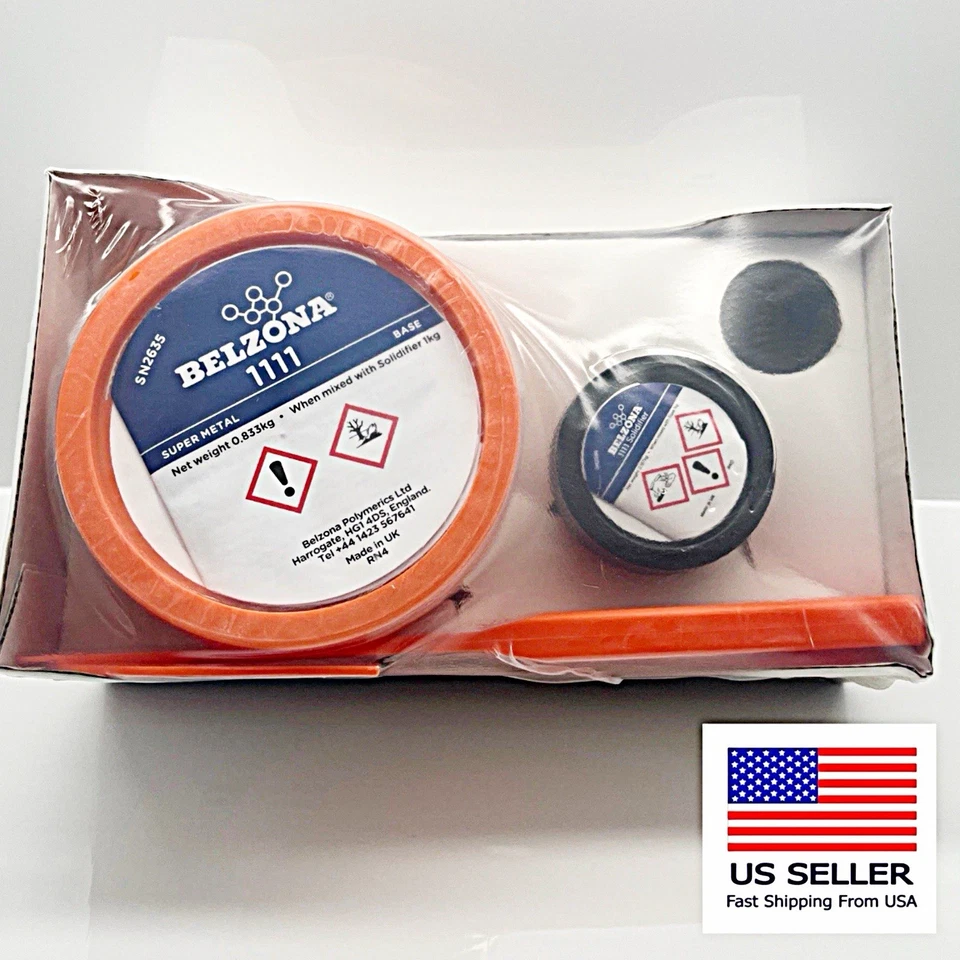 SN2635
BELZONA®
1111
BASE
SUPER METAL
Net weight 0.833kg • When mixed with Solidifier 1kg
Belzona Polymerics Ltd
Harrogate, HG1 4DS, England.
Tel +44 1423 567641
Made in UK
RN4
BELZONA
1111 Solidifier
US SELLER
Fast Shipping From USA